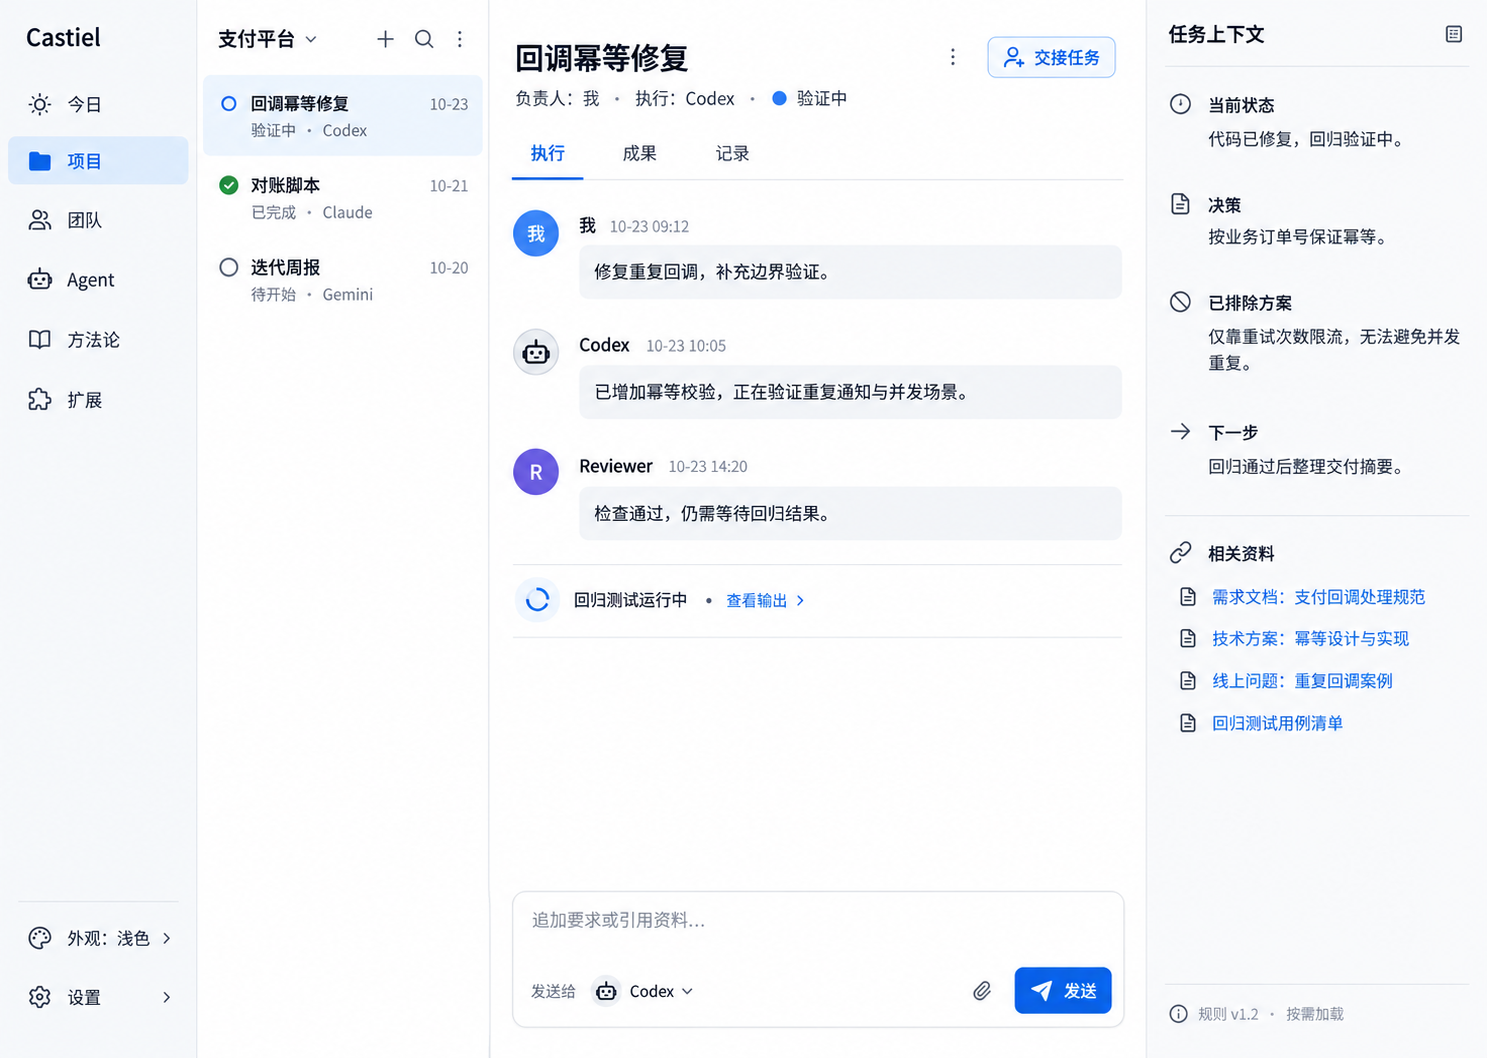 Castiel
今日
项目
团队
Agent
方法论
扩展
外观：浅色
设置
支付平台
回调幂等修复 10-23
验证中 • Codex
对账脚本 10-21
已完成 • Claude
迭代周报 10-20
待开始 • Gemini
回调幂等修复
交接任务
负责人：我 • 执行：Codex • 验证中
执行 成果 记录
我 我 10-23 09:12
修复重复回调，补充边界验证。
Codex 10-23 10:05
已增加幂等校验，正在验证重复通知与并发场景。
R Reviewer 10-23 14:20
检查通过，仍需等待回归结果。
回归测试运行中 • 查看输出
追加要求或引用资料...
发送给 Codex 发送
任务上下文
当前状态
代码已修复，回归验证中。
决策
按业务订单号保证幂等。
已排除方案
仅靠重试次数限流，无法避免并发
重复。
下一步
回归通过后整理交付摘要。
相关资料
需求文档：支付回调处理规范
技术方案：幂等设计与实现
线上问题：重复回调案例
回归测试用例清单
规则 v1.2 • 按需加载